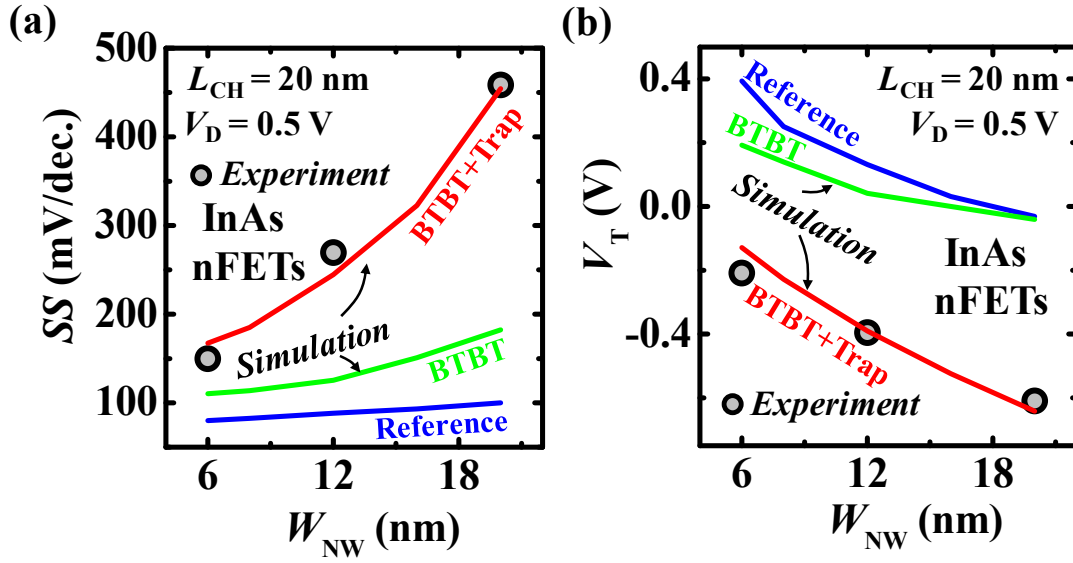 (a)
500
400
300
200
100
SS (mV/dec.)
L_CH = 20 nm
V_D = 0.5 V
Experiment
InAs
nFETs
BTBT+Trap
Simulation
BTBT
Reference
6
12
18
W_NW (nm)
(b)
0.4
0.0
-0.4
V_T (V)
Reference
L_CH = 20 nm
V_D = 0.5 V
BTBT
Simulation
InAs
nFETs
BTBT+Trap
Experiment
6
12
18
W_NW (nm)